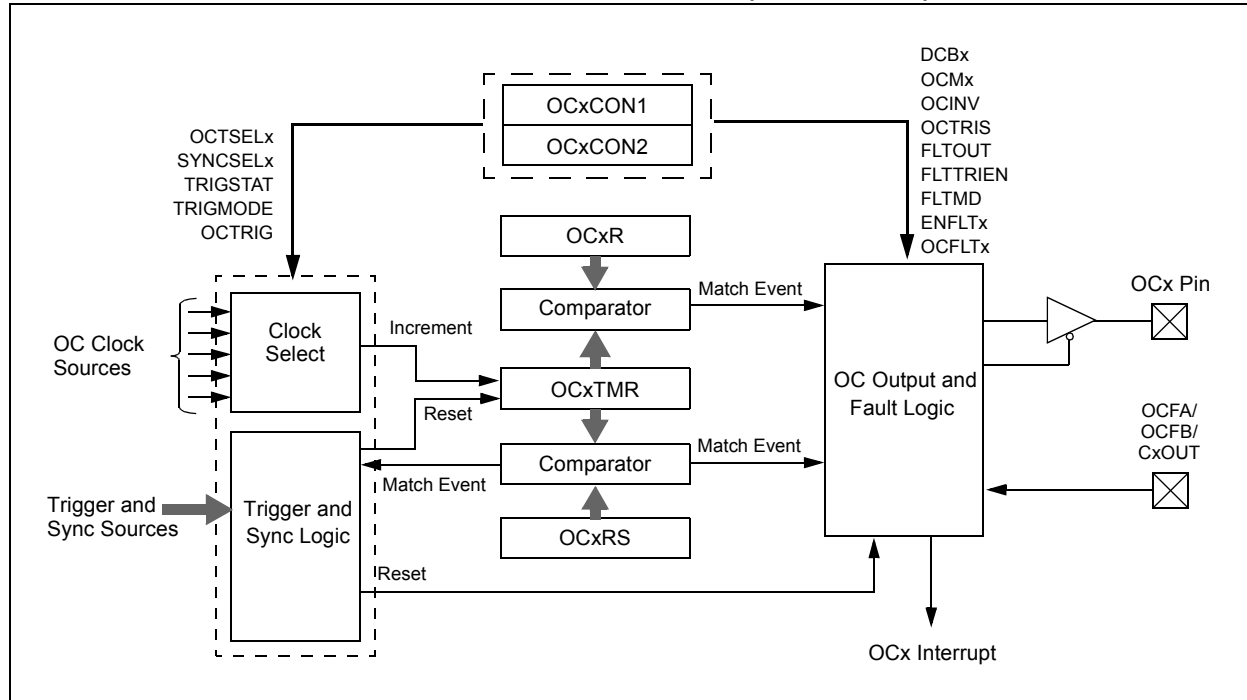 DCBx
OCMx
OCINV
OCTRIS
FLTOUT
FLTTRIEN
FLTMD
ENFLTx
OCFLTx
OCxCON1
OCxCON2
OCTSELx
SYNCSELx
TRIGSTAT
TRIGMODE
OCTRIG
OCxR
Match Event
OCx Pin
Comparator
OC Clock
Sources
Clock
Select
Increment
OCxTMR
Reset
OC Output and
Fault Logic
OCFA/
OCFB/
CxOUT
Match Event
Comparator
Match Event
Trigger and
Sync Sources
Trigger and
Sync Logic
OCxRS
Reset
OCx Interrupt